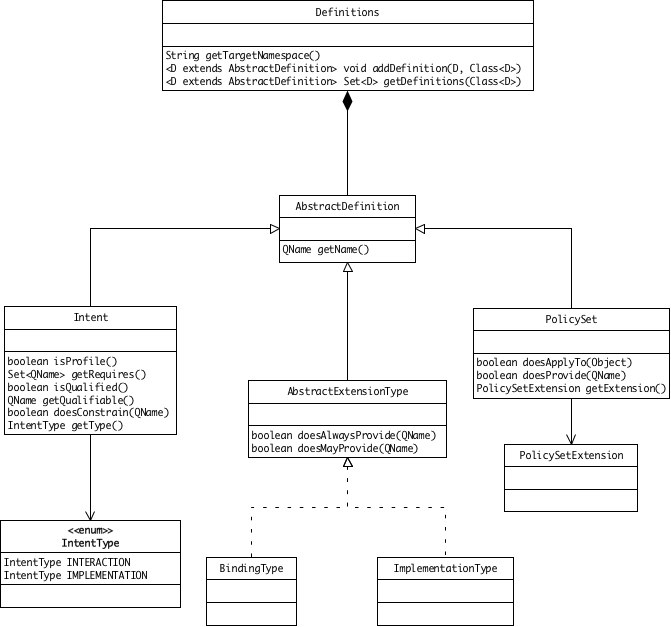 Definitions
String getTargetNamespace()
<D extends AbstractDefinition> void addDefinition(D, Class<D>)
<D extends AbstractDefinition> Set<D> getDefinitions(Class<D>)
AbstractDefinition
QName getName()
Intent
boolean isProfile()
Set<QName> getRequires()
boolean isQualified()
QName getQualifiable()
boolean doesConstrain(QName)
IntentType getType()
PolicySet
boolean doesApplyTo(Object)
boolean doesProvide(QName)
PolicySetExtension getExtension()
AbstractExtensionType
boolean doesAlwaysProvide(QName)
boolean doesMayProvide(QName)
PolicySetExtension
<<enum>>
IntentType
IntentType INTERACTION
IntentType IMPLEMENTATION
BindingType
ImplementationType